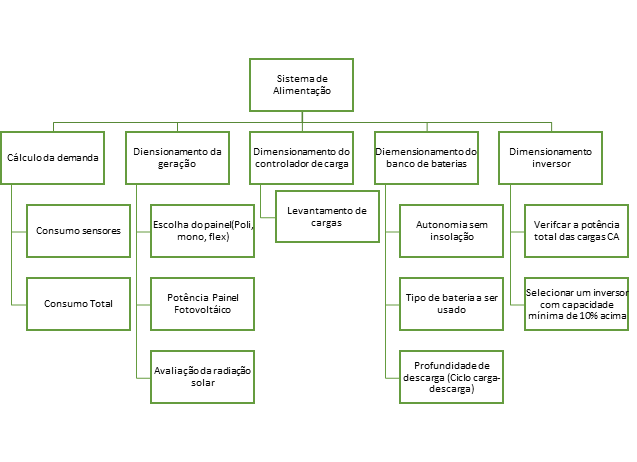 Sistema de
Alimentação
Cálculo da demanda
Diensionamento da
geração
Dimensionamento do
controlador de carga
Diemensionamento do
banco de baterias
Dimensionamento
inversor
Consumo sensores
Consumo Total
Escolha do painel(Poli,
mono, flex)
Potência Painel
Fotovoltáico
Avaliação da radiação
solar
Levantamento de
cargas
Autonomia sem
insolação
Tipo de bateria a ser
usado
Profundidade de
descarga (Ciclo carga-
descarga)
Verifcar a potência
total das cargas CA
Selecionar um inversor
com capacidade
mínima de 10% acima